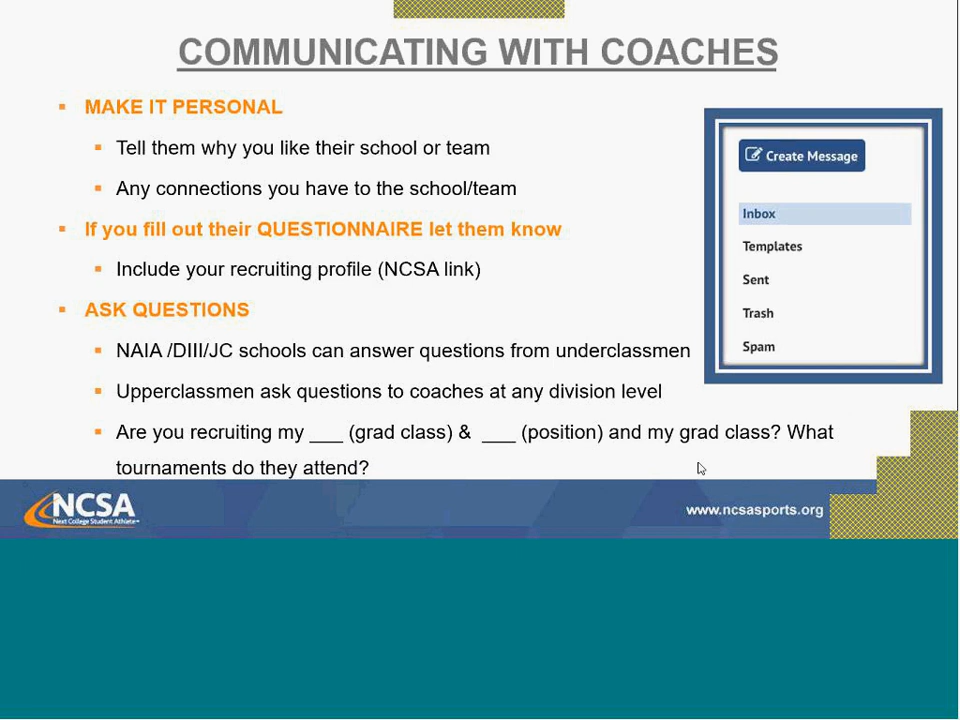 COMMUNICATING WITH COACHES
MAKE IT PERSONAL
Tell them why you like their school or team
Any connections you have to the school/team
If you fill out their QUESTIONNAIRE let them know
Include your recruiting profile (NCSA link)
ASK QUESTIONS
NAIA /DIII/JC schools can answer questions from underclassmen
Upperclassmen ask questions to coaches at any division level
Are you recruiting my ___ (grad class) & ___ (position) and my grad class? What
tournaments do they attend?
Create Message
Inbox
Templates
Sent
Trash
Spam
NCSA
Next College Student Athlete
www.ncsasports.org